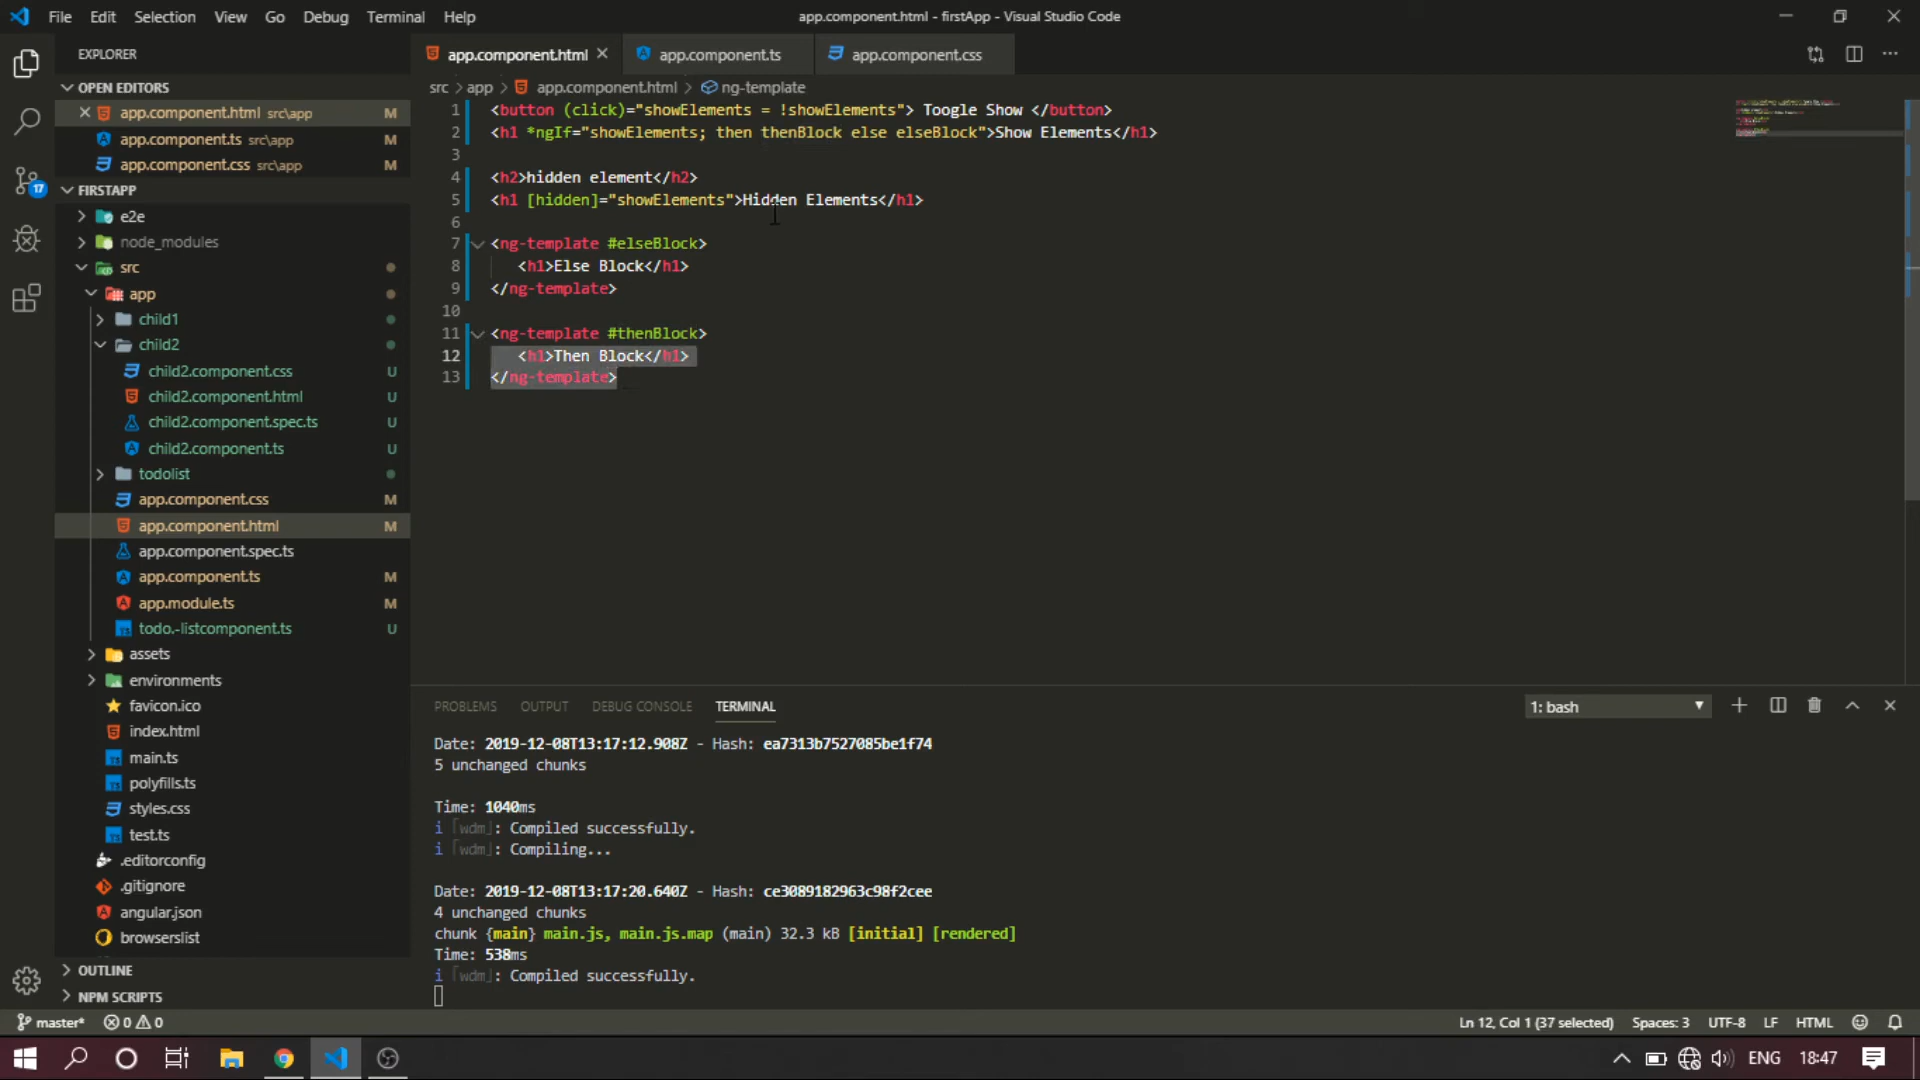 File Edit Selection View Go Debug Terminal Help
app.component.html - firstApp - Visual Studio Code
EXPLORER
OPEN EDITORS
app.component.html src\app M
app.component.ts src\app M
app.component.css src\app M
17
FIRSTAPP
e2e
node_modules
src
app
child1
child2
child2.component.css U
child2.component.html U
child2.component.spec.ts U
child2.component.ts U
todolist
app.component.css M
app.component.html M
app.component.spec.ts
app.component.ts M
app.module.ts M
todo.-listcomponent.ts U
assets
environments
favicon.ico
index.html
main.ts
polyfills.ts
styles.css
test.ts
.editorconfig
.gitignore
angular.json
browserslist
OUTLINE
NPM SCRIPTS
app.component.html app.component.ts app.component.css
src > app > app.component.html > ng-template
1 <button (click)="showElements = !showElements"> Toogle Show </button>
2 <h1 *ngIf="showElements; then thenBlock else elseBlock">Show Elements</h1>
3
4 <h2>hidden element</h2>
5 <h1 [hidden]="showElements">Hidden Elements</h1>
6
7 <ng-template #elseBlock>
8 <h1>Else Block</h1>
9 </ng-template>
10
11 <ng-template #thenBlock>
12 <h1>Then Block</h1>
13 </ng-template>
PROBLEMS OUTPUT DEBUG CONSOLE TERMINAL
1: bash
Date: 2019-12-08T13:17:12.908Z - Hash: ea7313b7527085be1f74
5 unchanged chunks
Time: 1040ms
i ｢wdm｣: Compiled successfully.
i ｢wdm｣: Compiling...
Date: 2019-12-08T13:17:20.640Z - Hash: ce3089182963c98f2cee
4 unchanged chunks
chunk {main} main.js, main.js.map (main) 32.3 kB [initial] [rendered]
Time: 538ms
i ｢wdm｣: Compiled successfully.
master* 0 0
Ln 12, Col 1 (37 selected) Spaces: 3 UTF-8 LF HTML
ENG 18:47